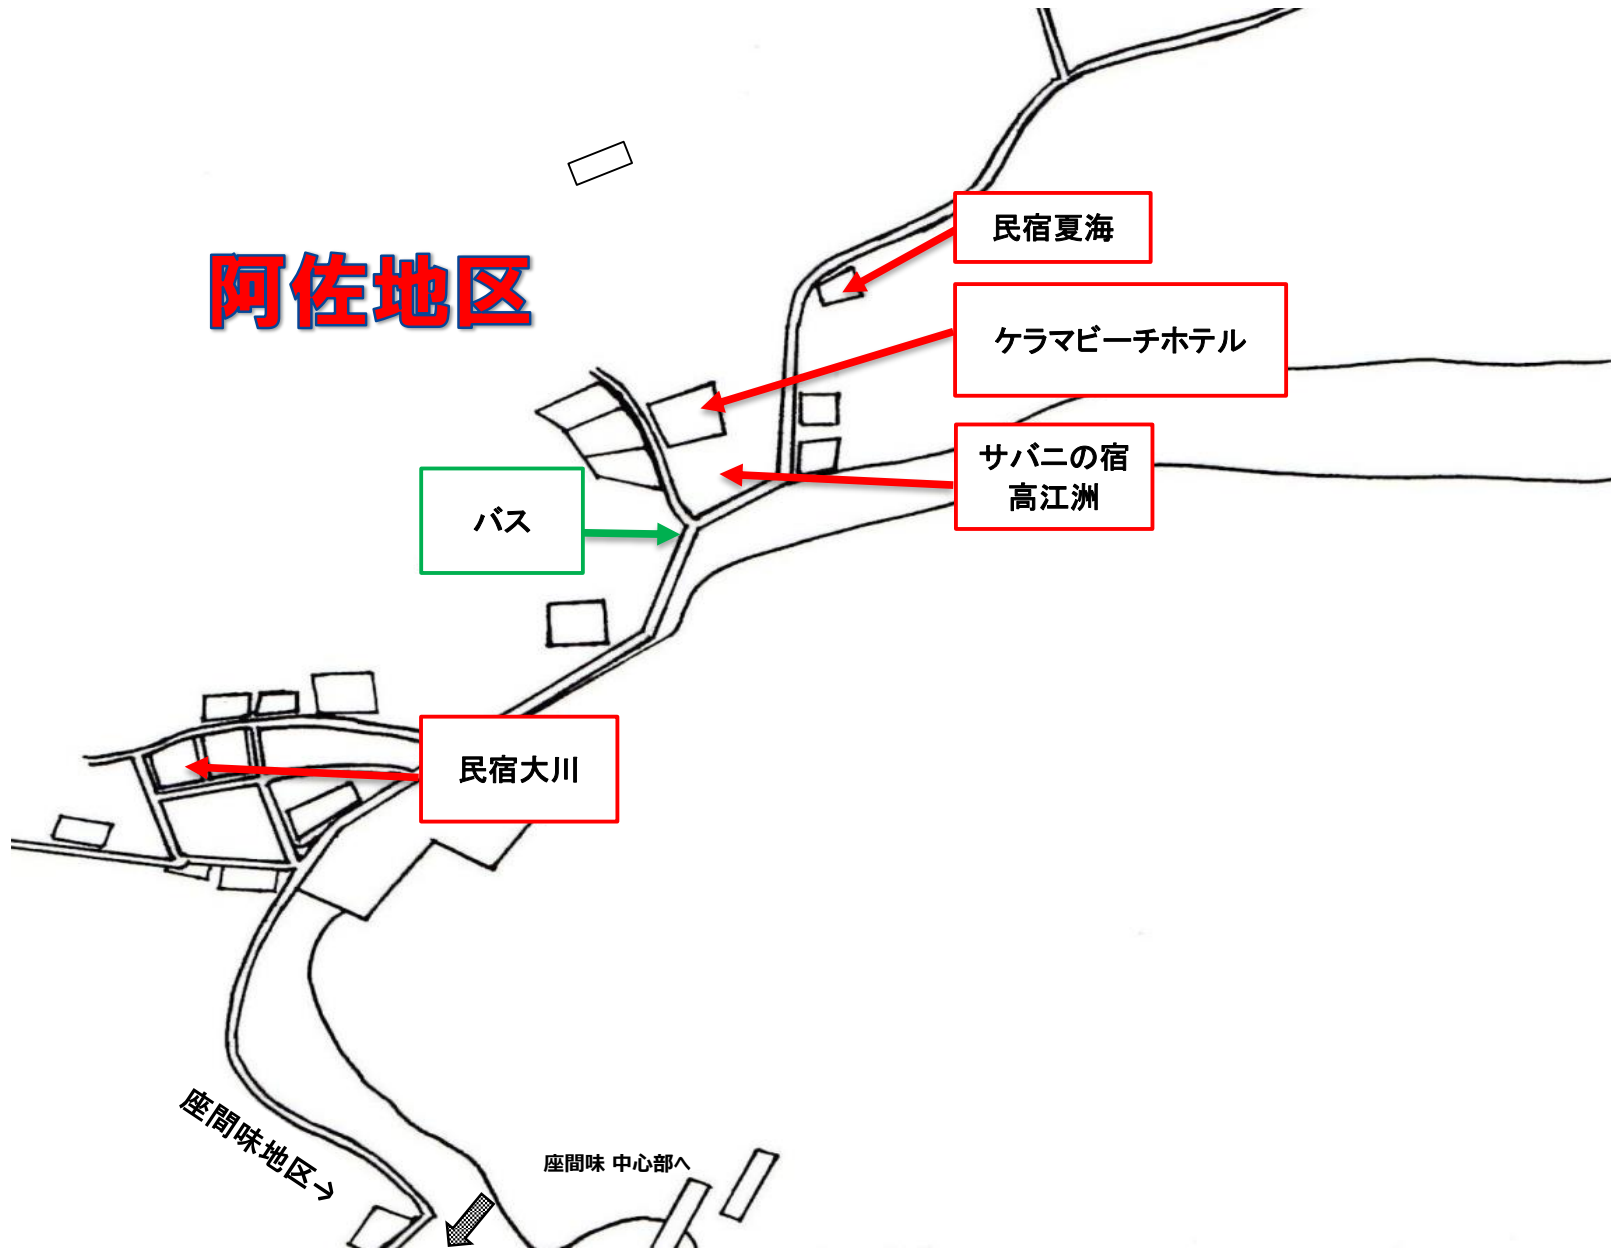 民宿夏海
阿佐地区
ケラマビーチホテル
サバニの宿
高江洲
バス
民宿大川
座間味地区→
座間味 中心部へ